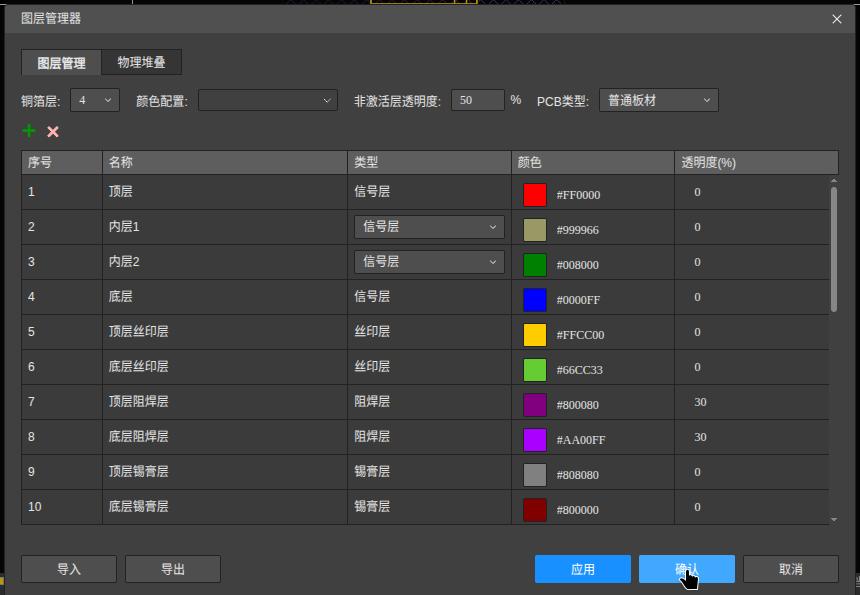 图层管理器
图层管理 物理堆叠
铜箔层: 4 颜色配置: 非激活层透明度: 50 % PCB类型: 普通板材
序号 名称 类型 颜色 透明度(%)
1 顶层 信号层 #FF0000 0
2 内层1 信号层 #999966 0
3 内层2 信号层 #008000 0
4 底层 信号层 #0000FF 0
5 顶层丝印层 丝印层 #FFCC00 0
6 底层丝印层 丝印层 #66CC33 0
7 顶层阻焊层 阻焊层 #800080 30
8 底层阻焊层 阻焊层 #AA00FF 30
9 顶层锡膏层 锡膏层 #808080 0
10 底层锡膏层 锡膏层 #800000 0
导入 导出 应用 确认 取消